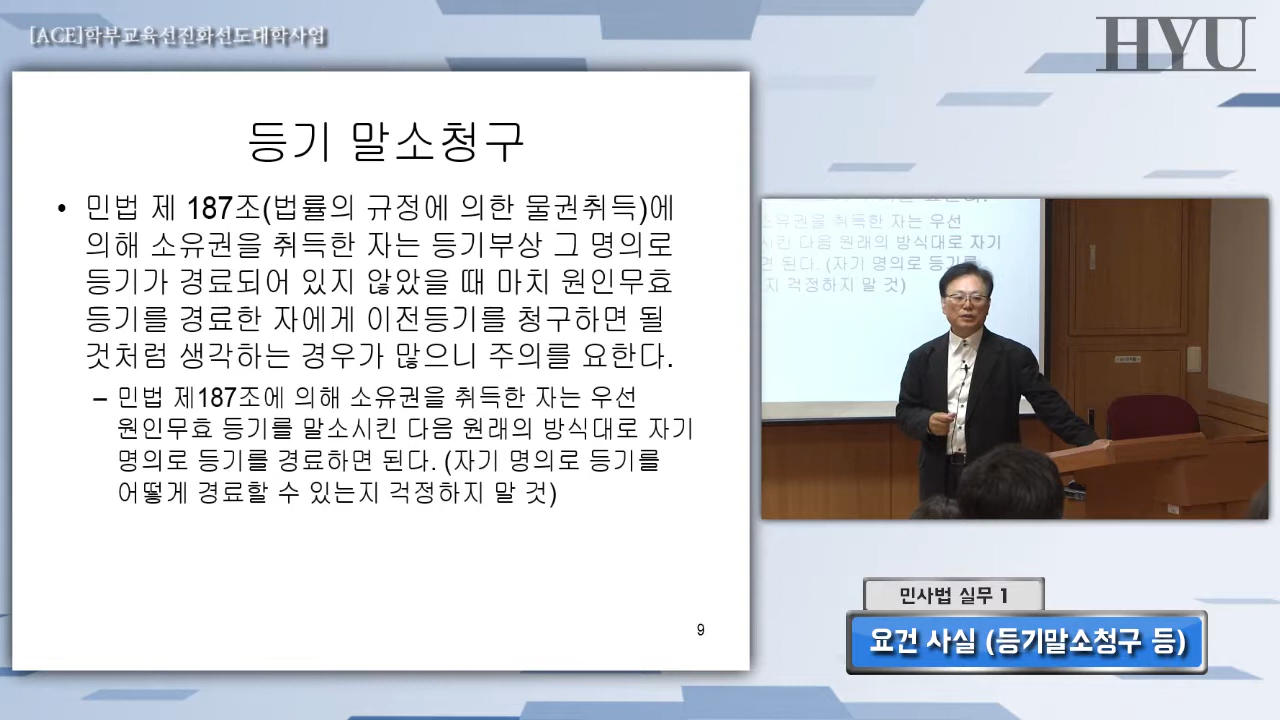 [ACE]학부교육선진화선도대학사업
HYU
등기 말소청구
• 민법 제 187조(법률의 규정에 의한 물권취득)에
의해 소유권을 취득한 자는 등기부상 그 명의로
등기가 경료되어 있지 않았을 때 마치 원인무효
등기를 경료한 자에게 이전등기를 청구하면 될
것처럼 생각하는 경우가 많으니 주의를 요한다.
– 민법 제187조에 의해 소유권을 취득한 자는 우선
원인무효 등기를 말소시킨 다음 원래의 방식대로 자기
명의로 등기를 경료하면 된다. (자기 명의로 등기를
어떻게 경료할 수 있는지 걱정하지 말 것)
9
소유권을 취득한 자는 우선
시킨 다음 원래의 방식대로 자기
면 된다. (자기 명의로 등기를
지 걱정하지 말 것)
민사법 실무 1
요건 사실 (등기말소청구 등)